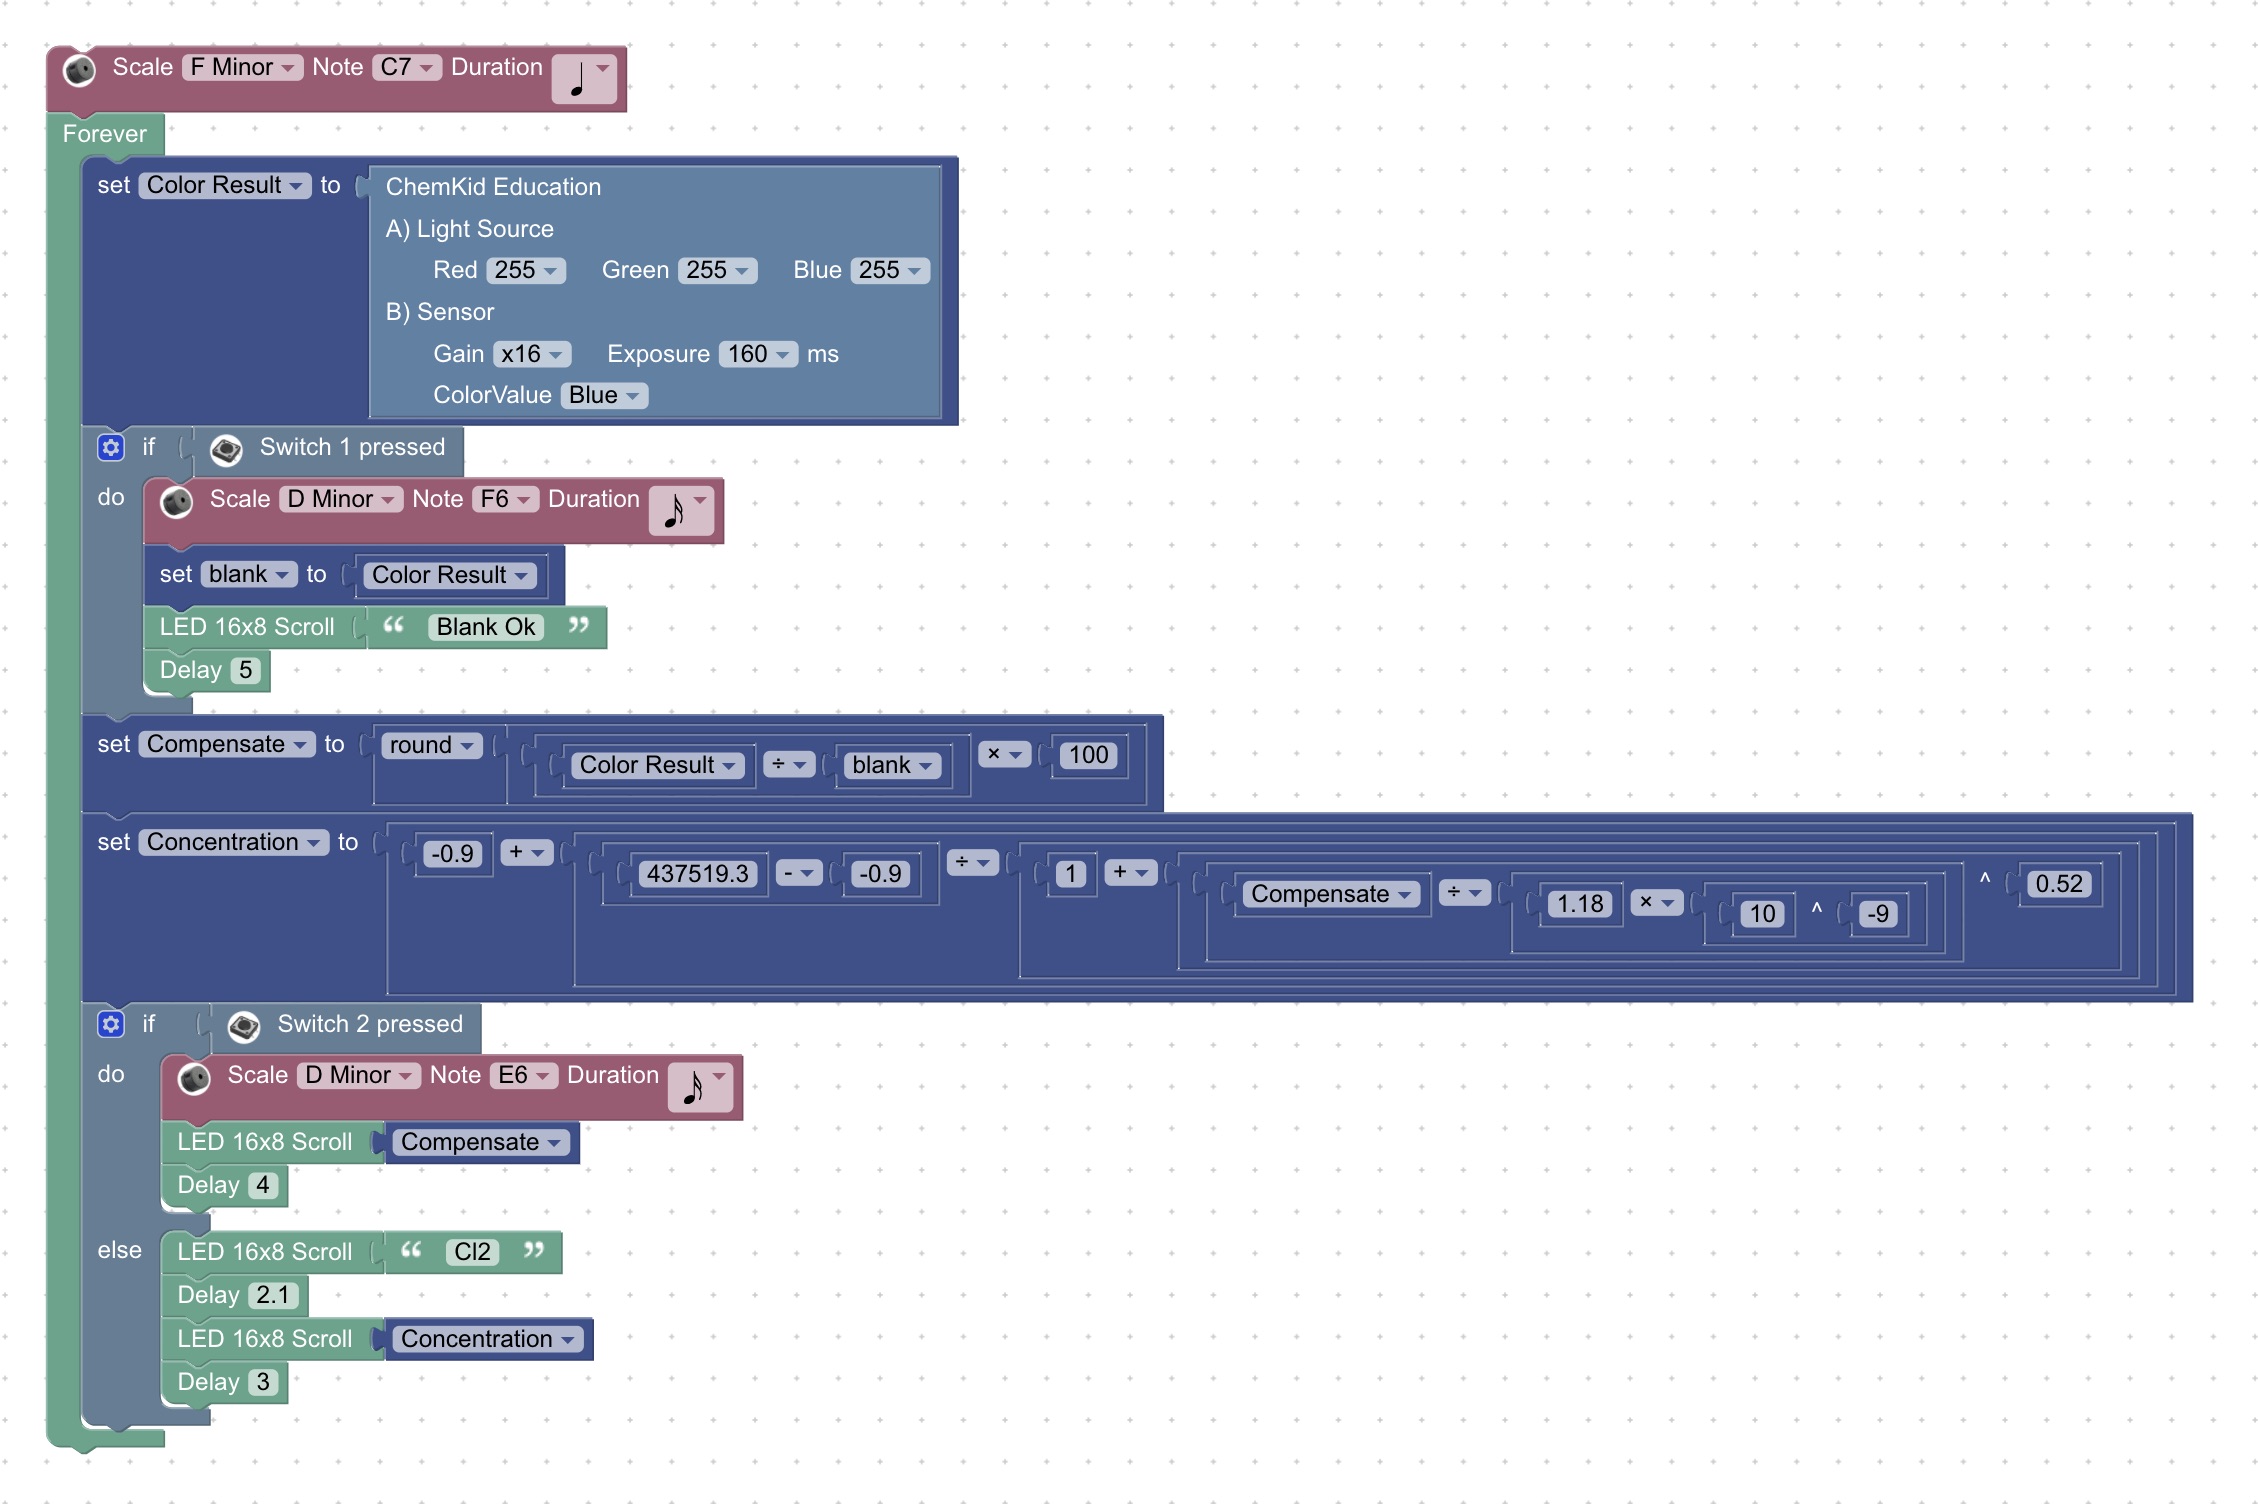 Scale F Minor Note C7 Duration
Forever
set Color Result to ChemKid Education
A) Light Source
Red 255 Green 255 Blue 255
B) Sensor
Gain x16 Exposure 160 ms
ColorValue Blue
if Switch 1 pressed
do Scale D Minor Note F6 Duration
set blank to Color Result
LED 16x8 Scroll “ Blank Ok ”
Delay 5
set Compensate to round Color Result ÷ blank × 100
set Concentration to -0.9 + 437519.3 - -0.9 ÷ 1 + Compensate ÷ 1.18 × 10 ^ -9 ^ 0.52
if Switch 2 pressed
do Scale D Minor Note E6 Duration
LED 16x8 Scroll Compensate
Delay 4
else LED 16x8 Scroll “ Cl2 ”
Delay 2.1
LED 16x8 Scroll Concentration
Delay 3